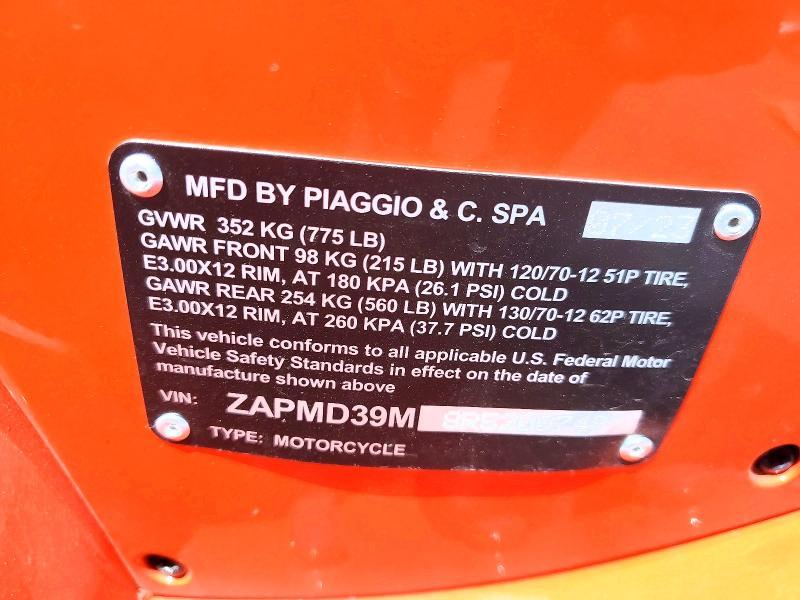 MFD BY PIAGGIO & C. SPA 07/23
GVWR 352 KG (775 LB)
GAWR FRONT 98 KG (215 LB) WITH 120/70-12 51P TIRE,
E3.00X12 RIM, AT 180 KPA (26.1 PSI) COLD
GAWR REAR 254 KG (560 LB) WITH 130/70-12 62P TIRE,
E3.00X12 RIM, AT 260 KPA (37.7 PSI) COLD
This vehicle conforms to all applicable U.S. Federal Motor
Vehicle Safety Standards in effect on the date of
manufacture shown above
VIN: ZAPMD39M
TYPE: MOTORCYCLE